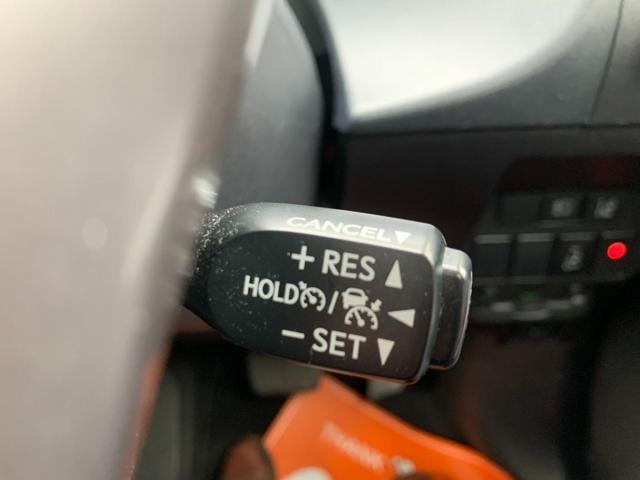 CANCEL▼
+ RES ▲
HOLD / ◀
− SET ▼